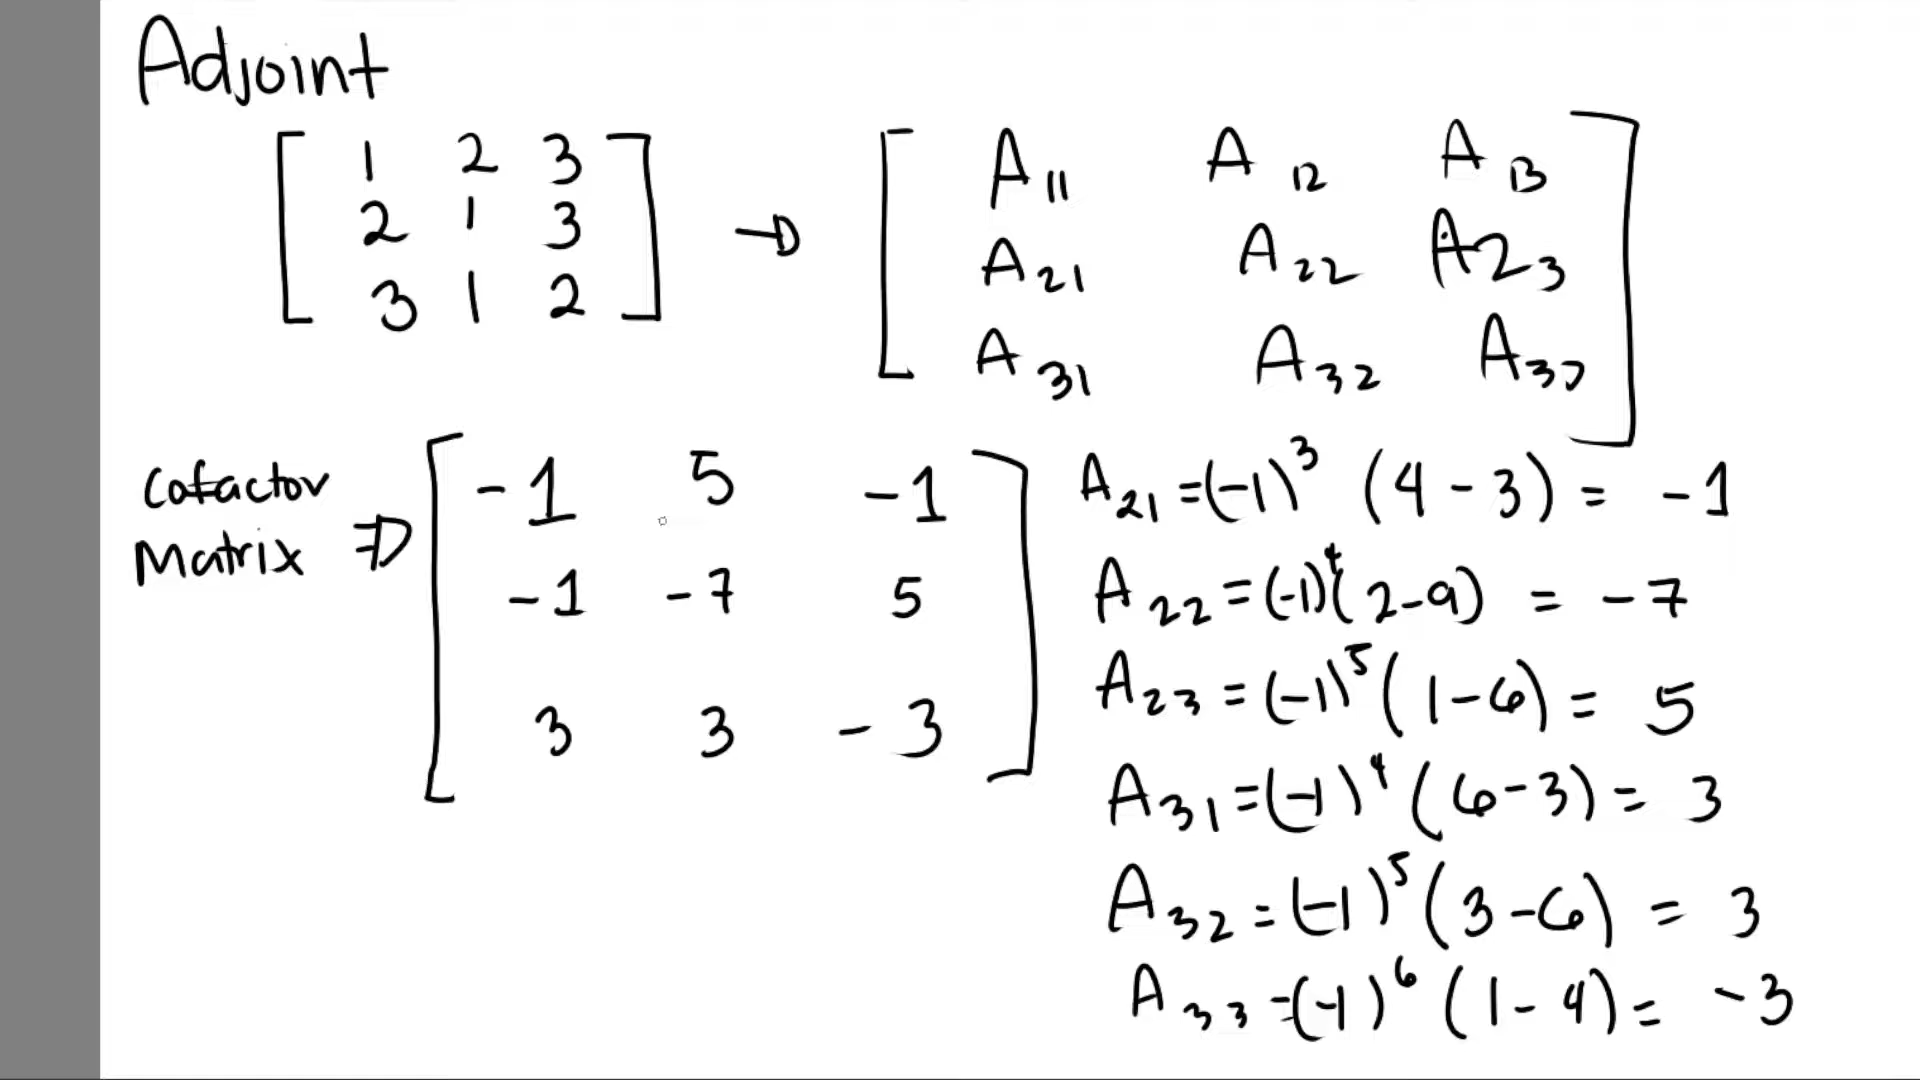 Adjoint
[ 1 2 3 ] → [ A₁₁ A₁₂ A₁₃ ]
[ 2 1 3 ] [ A₂₁ A₂₂ A₂₃ ]
[ 3 1 2 ] [ A₃₁ A₃₂ A₃₃ ]
Cofactor
Matrix ⇒
[ -1 5 -1 ]
[ -1 -7 5 ]
[ 3 3 -3 ]
A₂₁ = (-1)³ (4 - 3) = -1
A₂₂ = (-1)⁴ (2 - 9) = -7
A₂₃ = (-1)⁵ (1 - 6) = 5
A₃₁ = (-1)⁴ (6 - 3) = 3
A₃₂ = (-1)⁵ (3 - 6) = 3
A₃₃ = (-1)⁶ (1 - 4) = -3